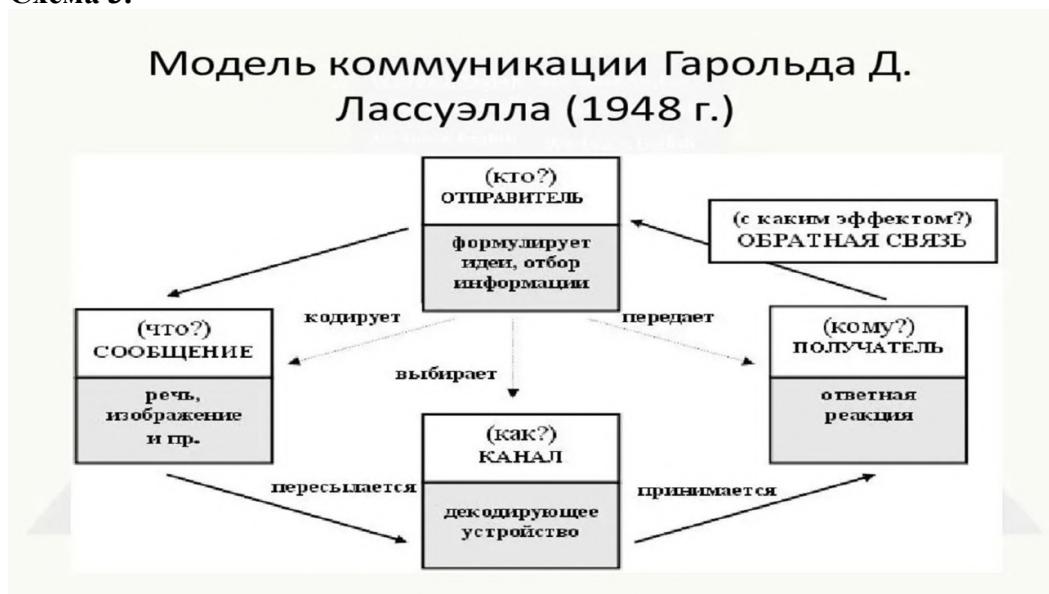 Схема 3.
Модель коммуникации Гарольда Д.
Лассуэлла (1948 г.)
(кто?)
ОТПРАВИТЕЛЬ
формулирует
идеи, отбор
информации
(с каким эффектом?)
ОБРАТНАЯ СВЯЗЬ
кодирует
передает
выбирает
(что?)
СООБЩЕНИЕ
речь,
изображение
и пр.
(кому?)
ПОЛУЧАТЕЛЬ
ответная
реакция
(как?)
КАНАЛ
декодирующее
устройство
пересылается
принимается